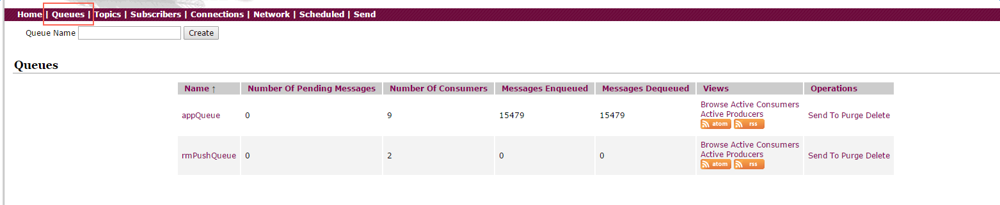 Home | Queues | Topics | Subscribers | Connections | Network | Scheduled | Send
Queue Name Create
Queues
Name ↑ Number Of Pending Messages Number Of Consumers Messages Enqueued Messages Dequeued Views Operations
appQueue 0 9 15479 15479 Browse Active Consumers
Active Producers
atom rss
Send To Purge Delete
rmPushQueue 0 2 0 0 Browse Active Consumers
Active Producers
atom rss
Send To Purge Delete